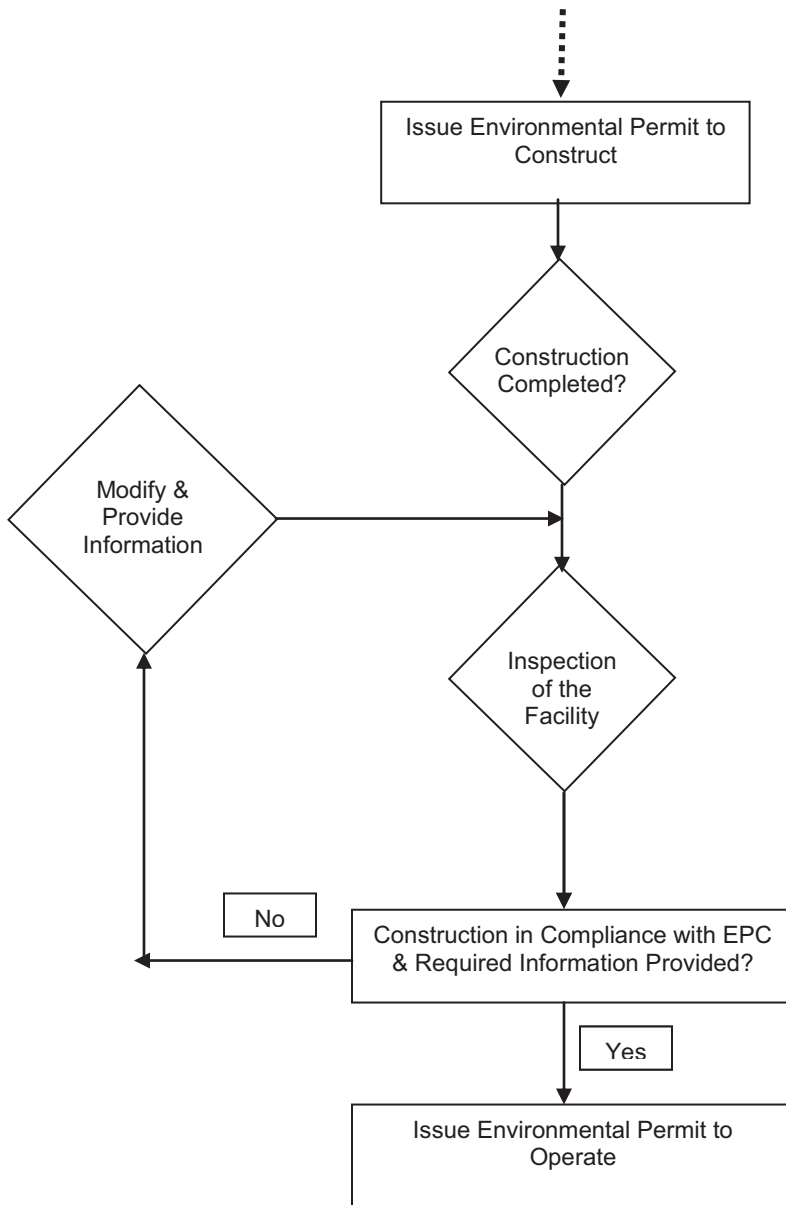 Issue Environmental Permit to
Construct
Construction
Completed?
Modify &
Provide
Information
Inspection
of the
Facility
No
Construction in Compliance with EPC
& Required Information Provided?
Yes
Issue Environmental Permit to
Operate